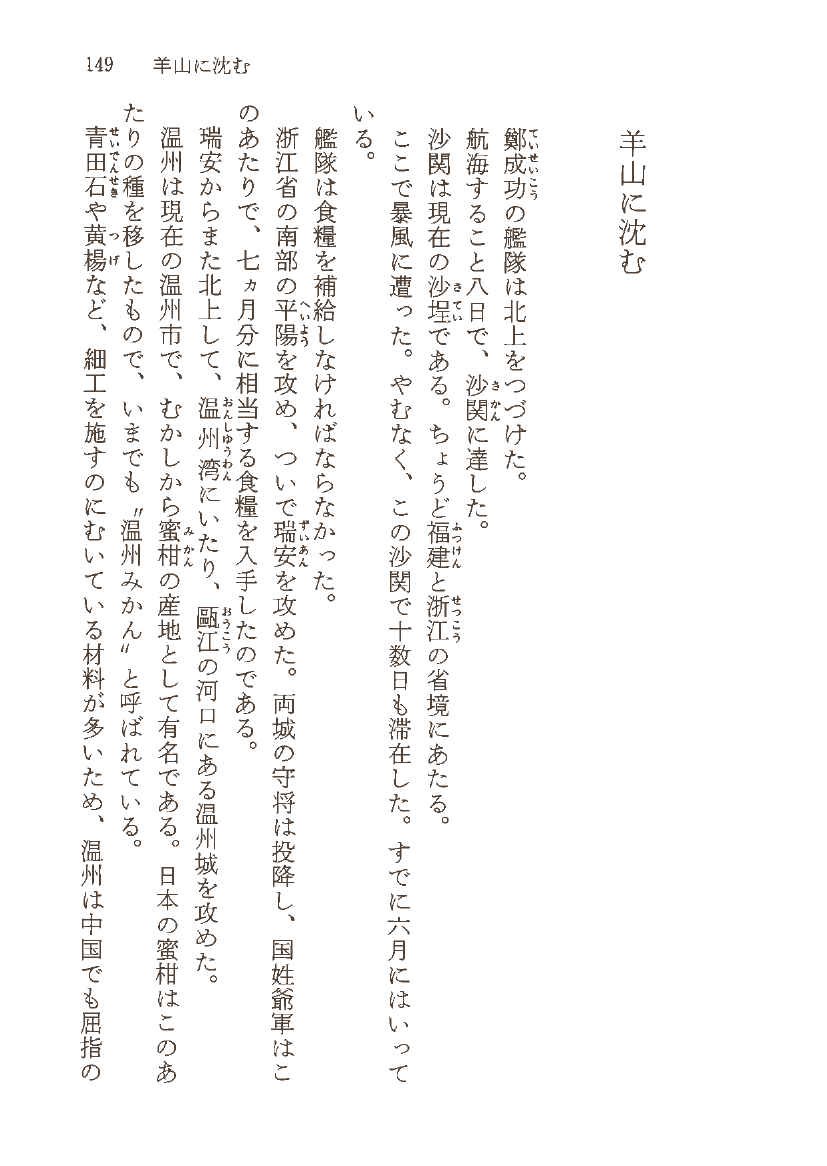 149 羊山に沈む
羊山に沈む
鄭成功の艦隊は北上をつづけた。
航海すること八日で、沙関に達した。
沙関は現在の沙埕である。ちょうど福建と浙江の省境にあたる。
ここで暴風に遭った。やむなく、この沙関で十数日も滞在した。すでに六月にはいって
いる。
艦隊は食糧を補給しなければならなかった。
浙江省の南部の平陽を攻め、ついで瑞安を攻めた。両城の守将は投降し、国姓爺軍はこ
のあたりで、七ヵ月分に相当する食糧を入手したのである。
瑞安からまた北上して、温州湾にいたり、甌江の河口にある温州城を攻めた。
温州は現在の温州市で、むかしから蜜柑の産地として有名である。日本の蜜柑はこのあ
たりの種を移したもので、いまでも〝温州みかん〟と呼ばれている。
青田石や黄楊など、細工を施すのにむいている材料が多いため、温州は中国でも屈指の